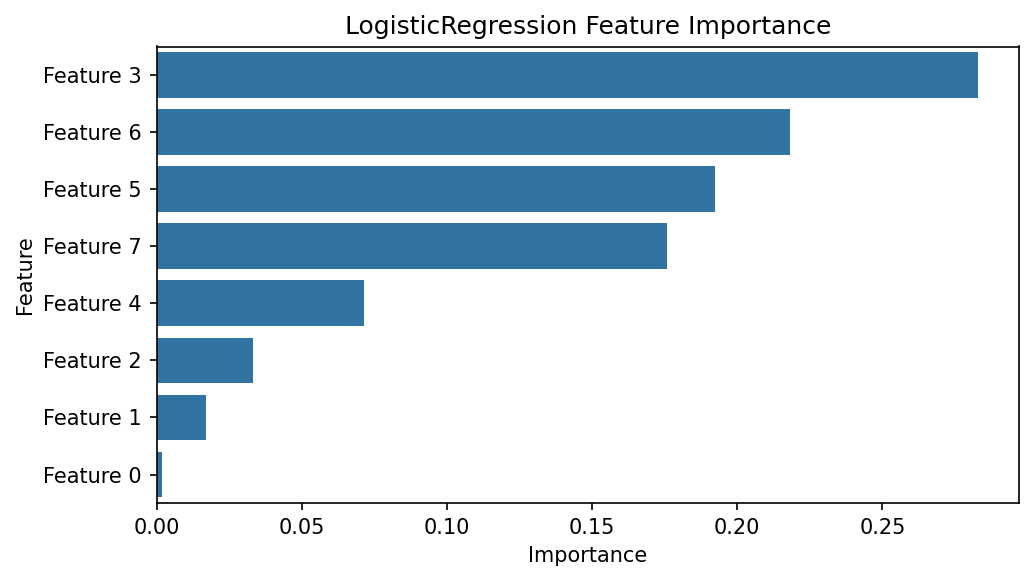 LogisticRegression Feature Importance
Feature
Feature 3
Feature 6
Feature 5
Feature 7
Feature 4
Feature 2
Feature 1
Feature 0
0.00 0.05 0.10 0.15 0.20 0.25
Importance